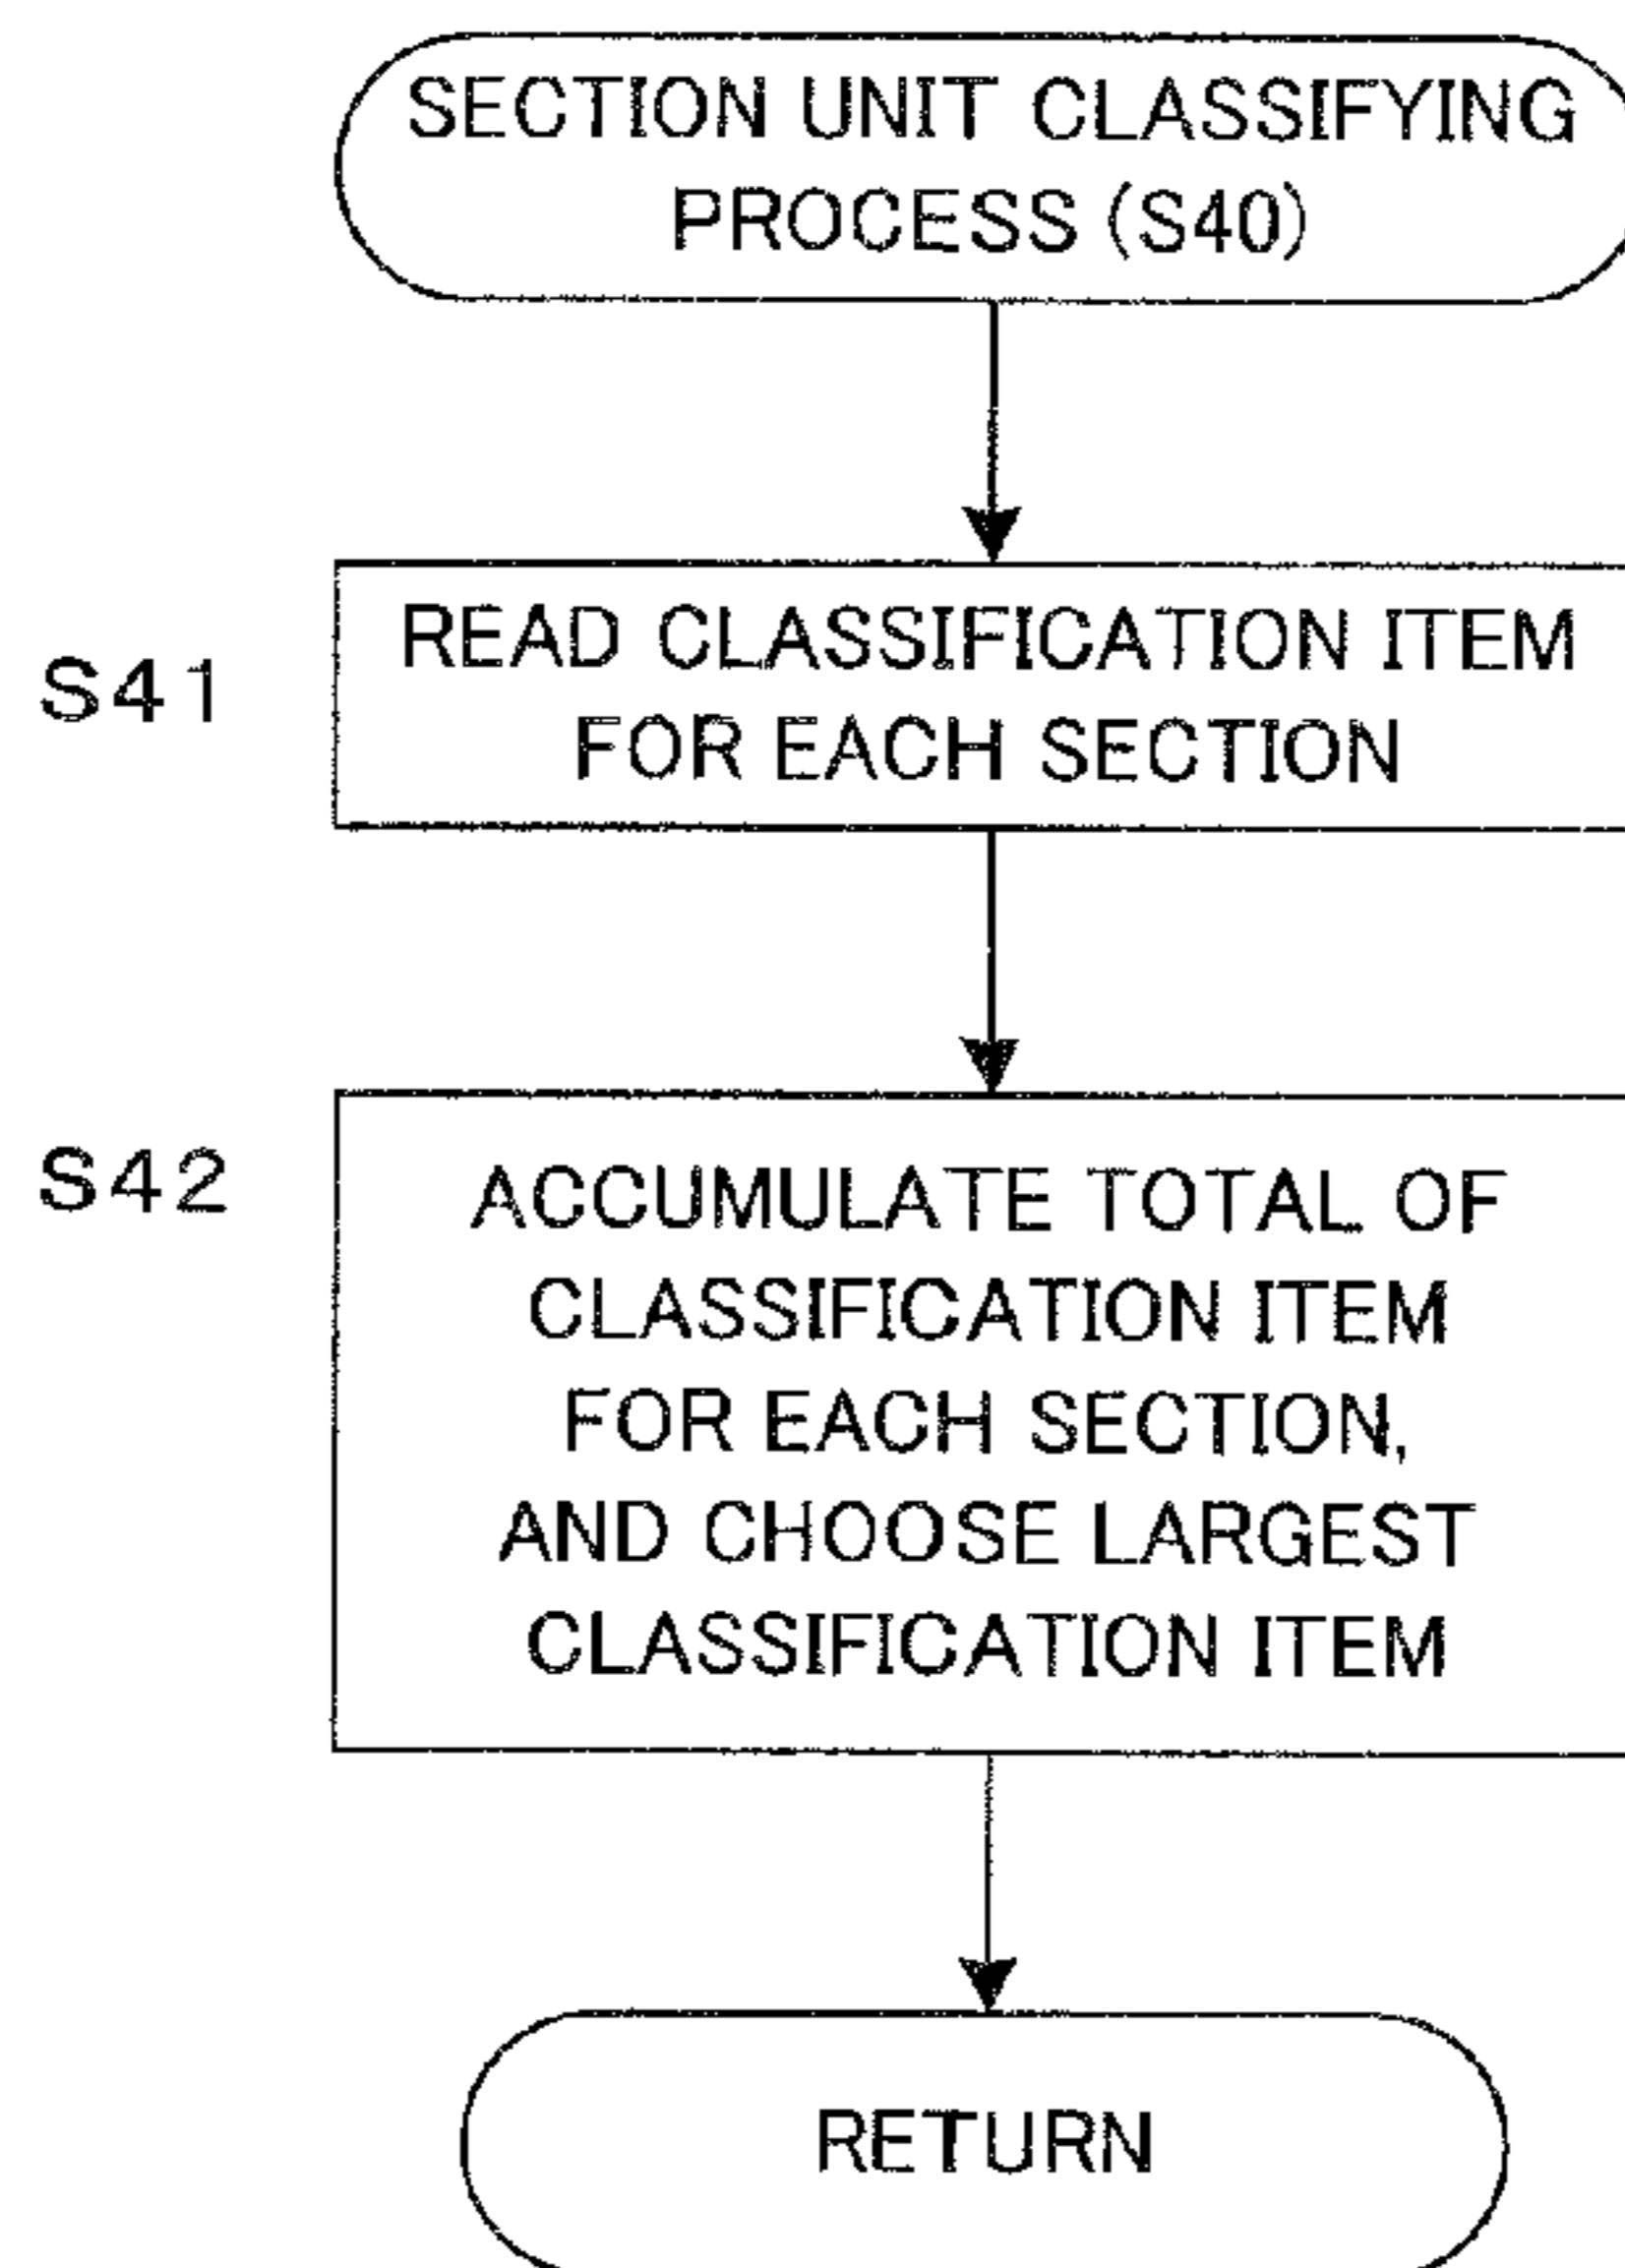 SECTION UNIT CLASSIFYING
PROCESS (S40)
S41
READ CLASSIFICATION ITEM
FOR EACH SECTION
S42
ACCUMULATE TOTAL OF
CLASSIFICATION ITEM
FOR EACH SECTION,
AND CHOOSE LARGEST
CLASSIFICATION ITEM
RETURN